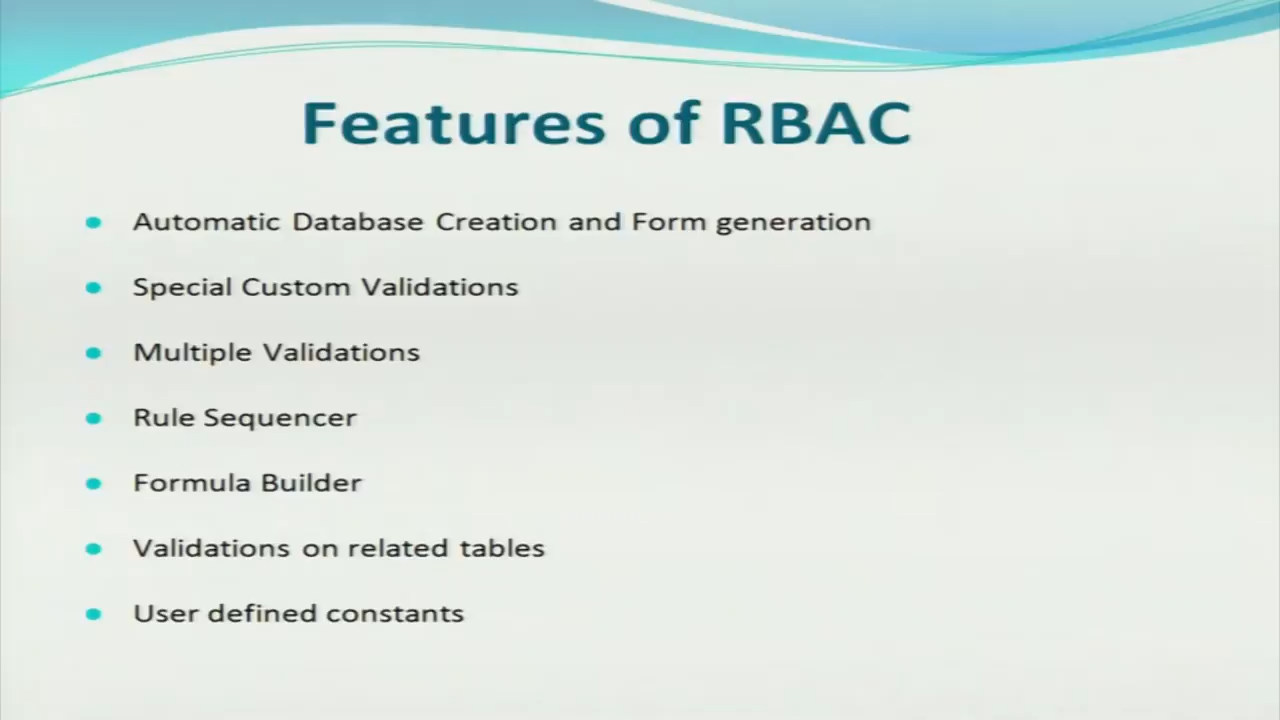 Features of RBAC
Automatic Database Creation and Form generation
Special Custom Validations
Multiple Validations
Rule Sequencer
Formula Builder
Validations on related tables
User defined constants